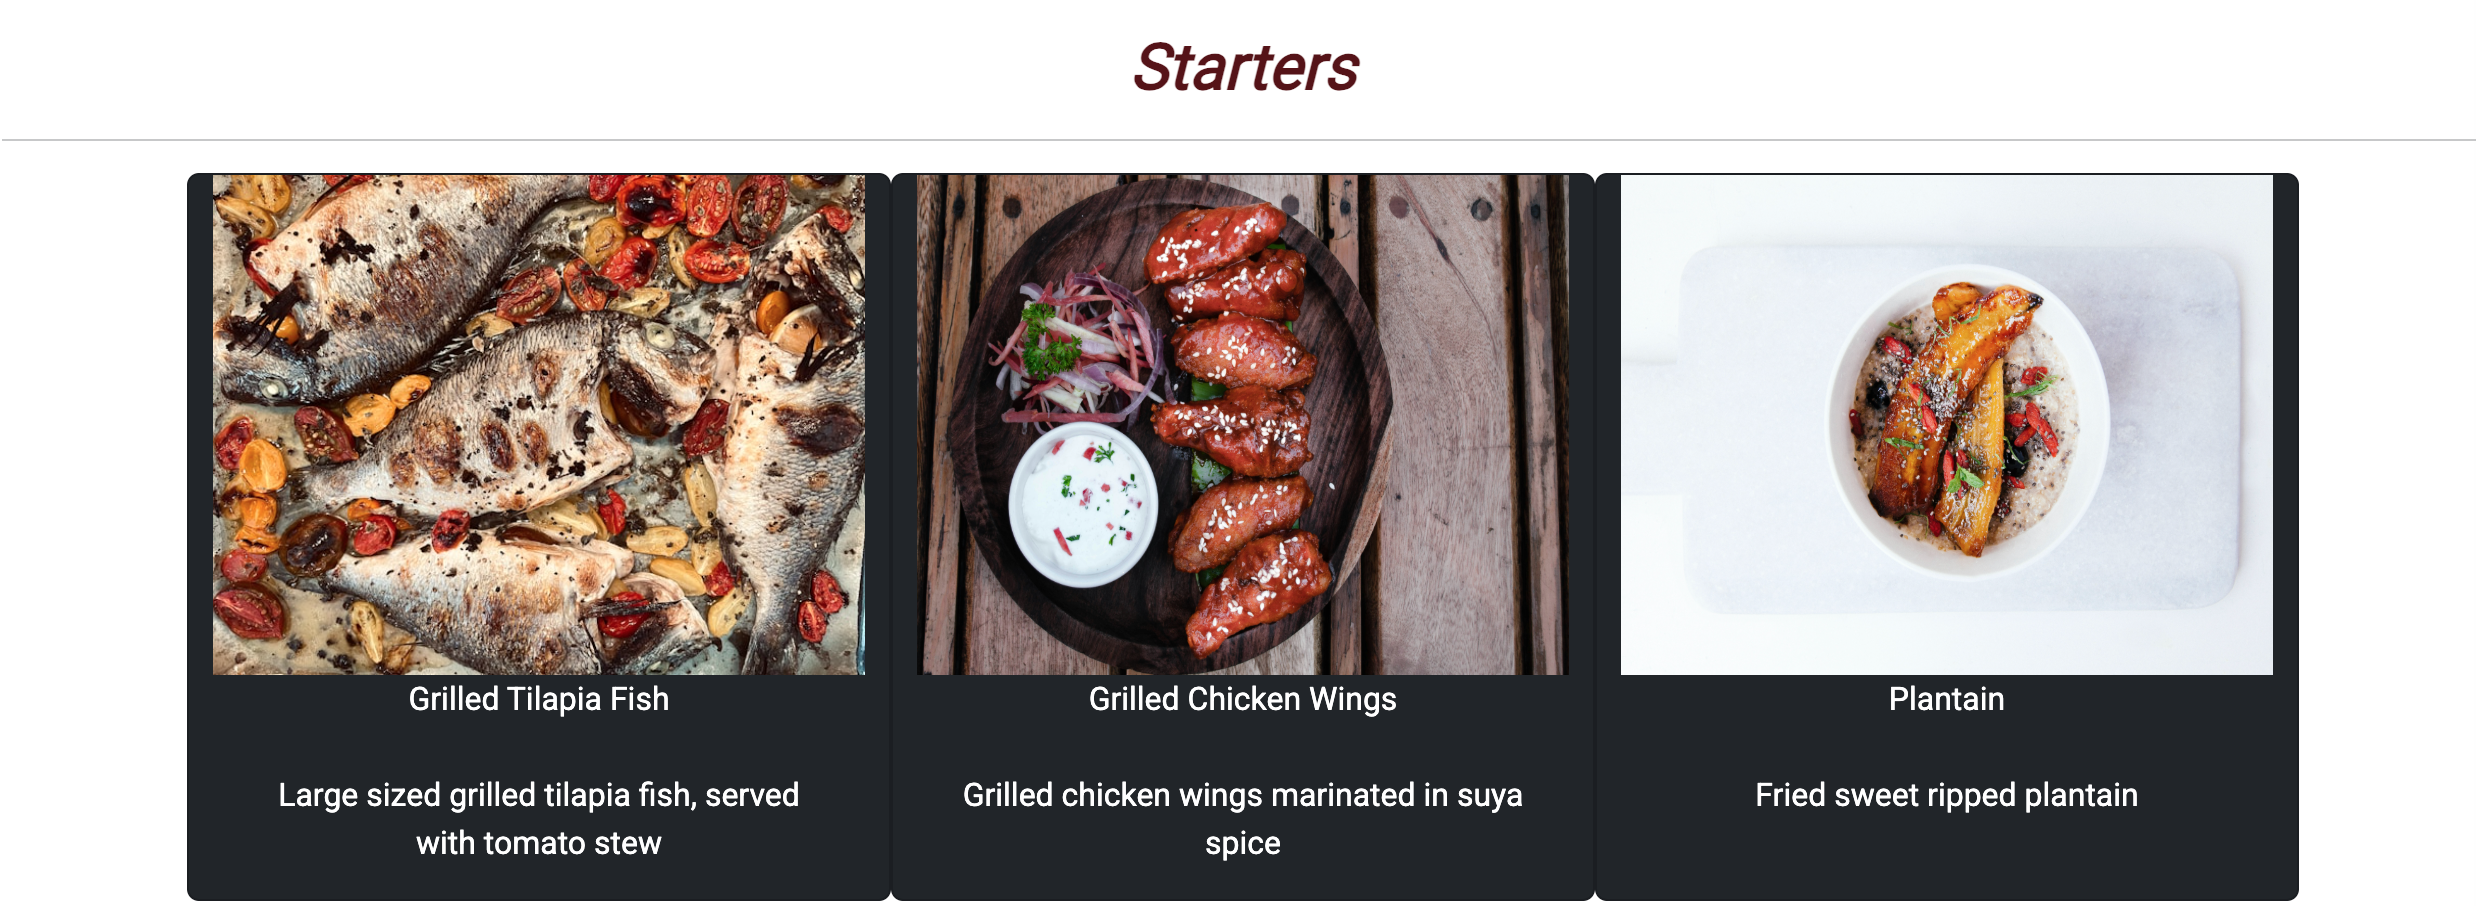 Starters
Grilled Tilapia Fish
Large sized grilled tilapia fish, served
with tomato stew
Grilled Chicken Wings
Grilled chicken wings marinated in suya
spice
Plantain
Fried sweet ripped plantain